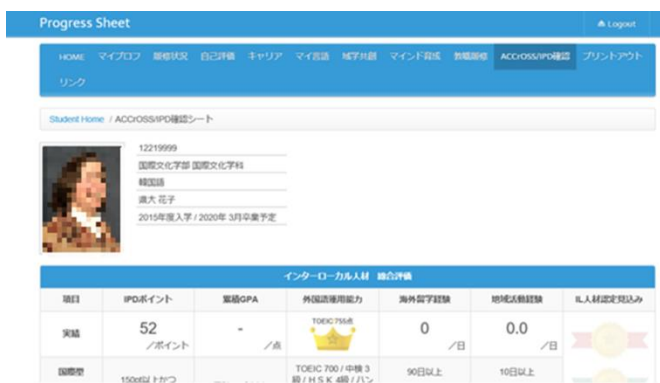 Progress Sheet
Logout
HOME マイプロフ 履修状況 自己評価 キャリア マイ言語 域学共創 マインド育成 教職履修 ACCrOSS/IPD確認 プリントアウト
リンク
Student Home / ACCrOSS/IPD確認シート
12219999
国際文化学部 国際文化学科
韓国語
道大 花子
2015年度入学 / 2020年 3月卒業予定
インターローカル人材 総合評価
項目 IPDポイント 累積GPA 外国語運用能力 海外留学経験 地域活動経験 IL人材認定見込み
TOEIC:755点
実績 52 /ポイント - /点 0 /日 0.0 /日
国際型 TOEIC 700 / 中検 3 90日以上 10日以上
150pt以上かつ 級 / H S K 4級 / ハン